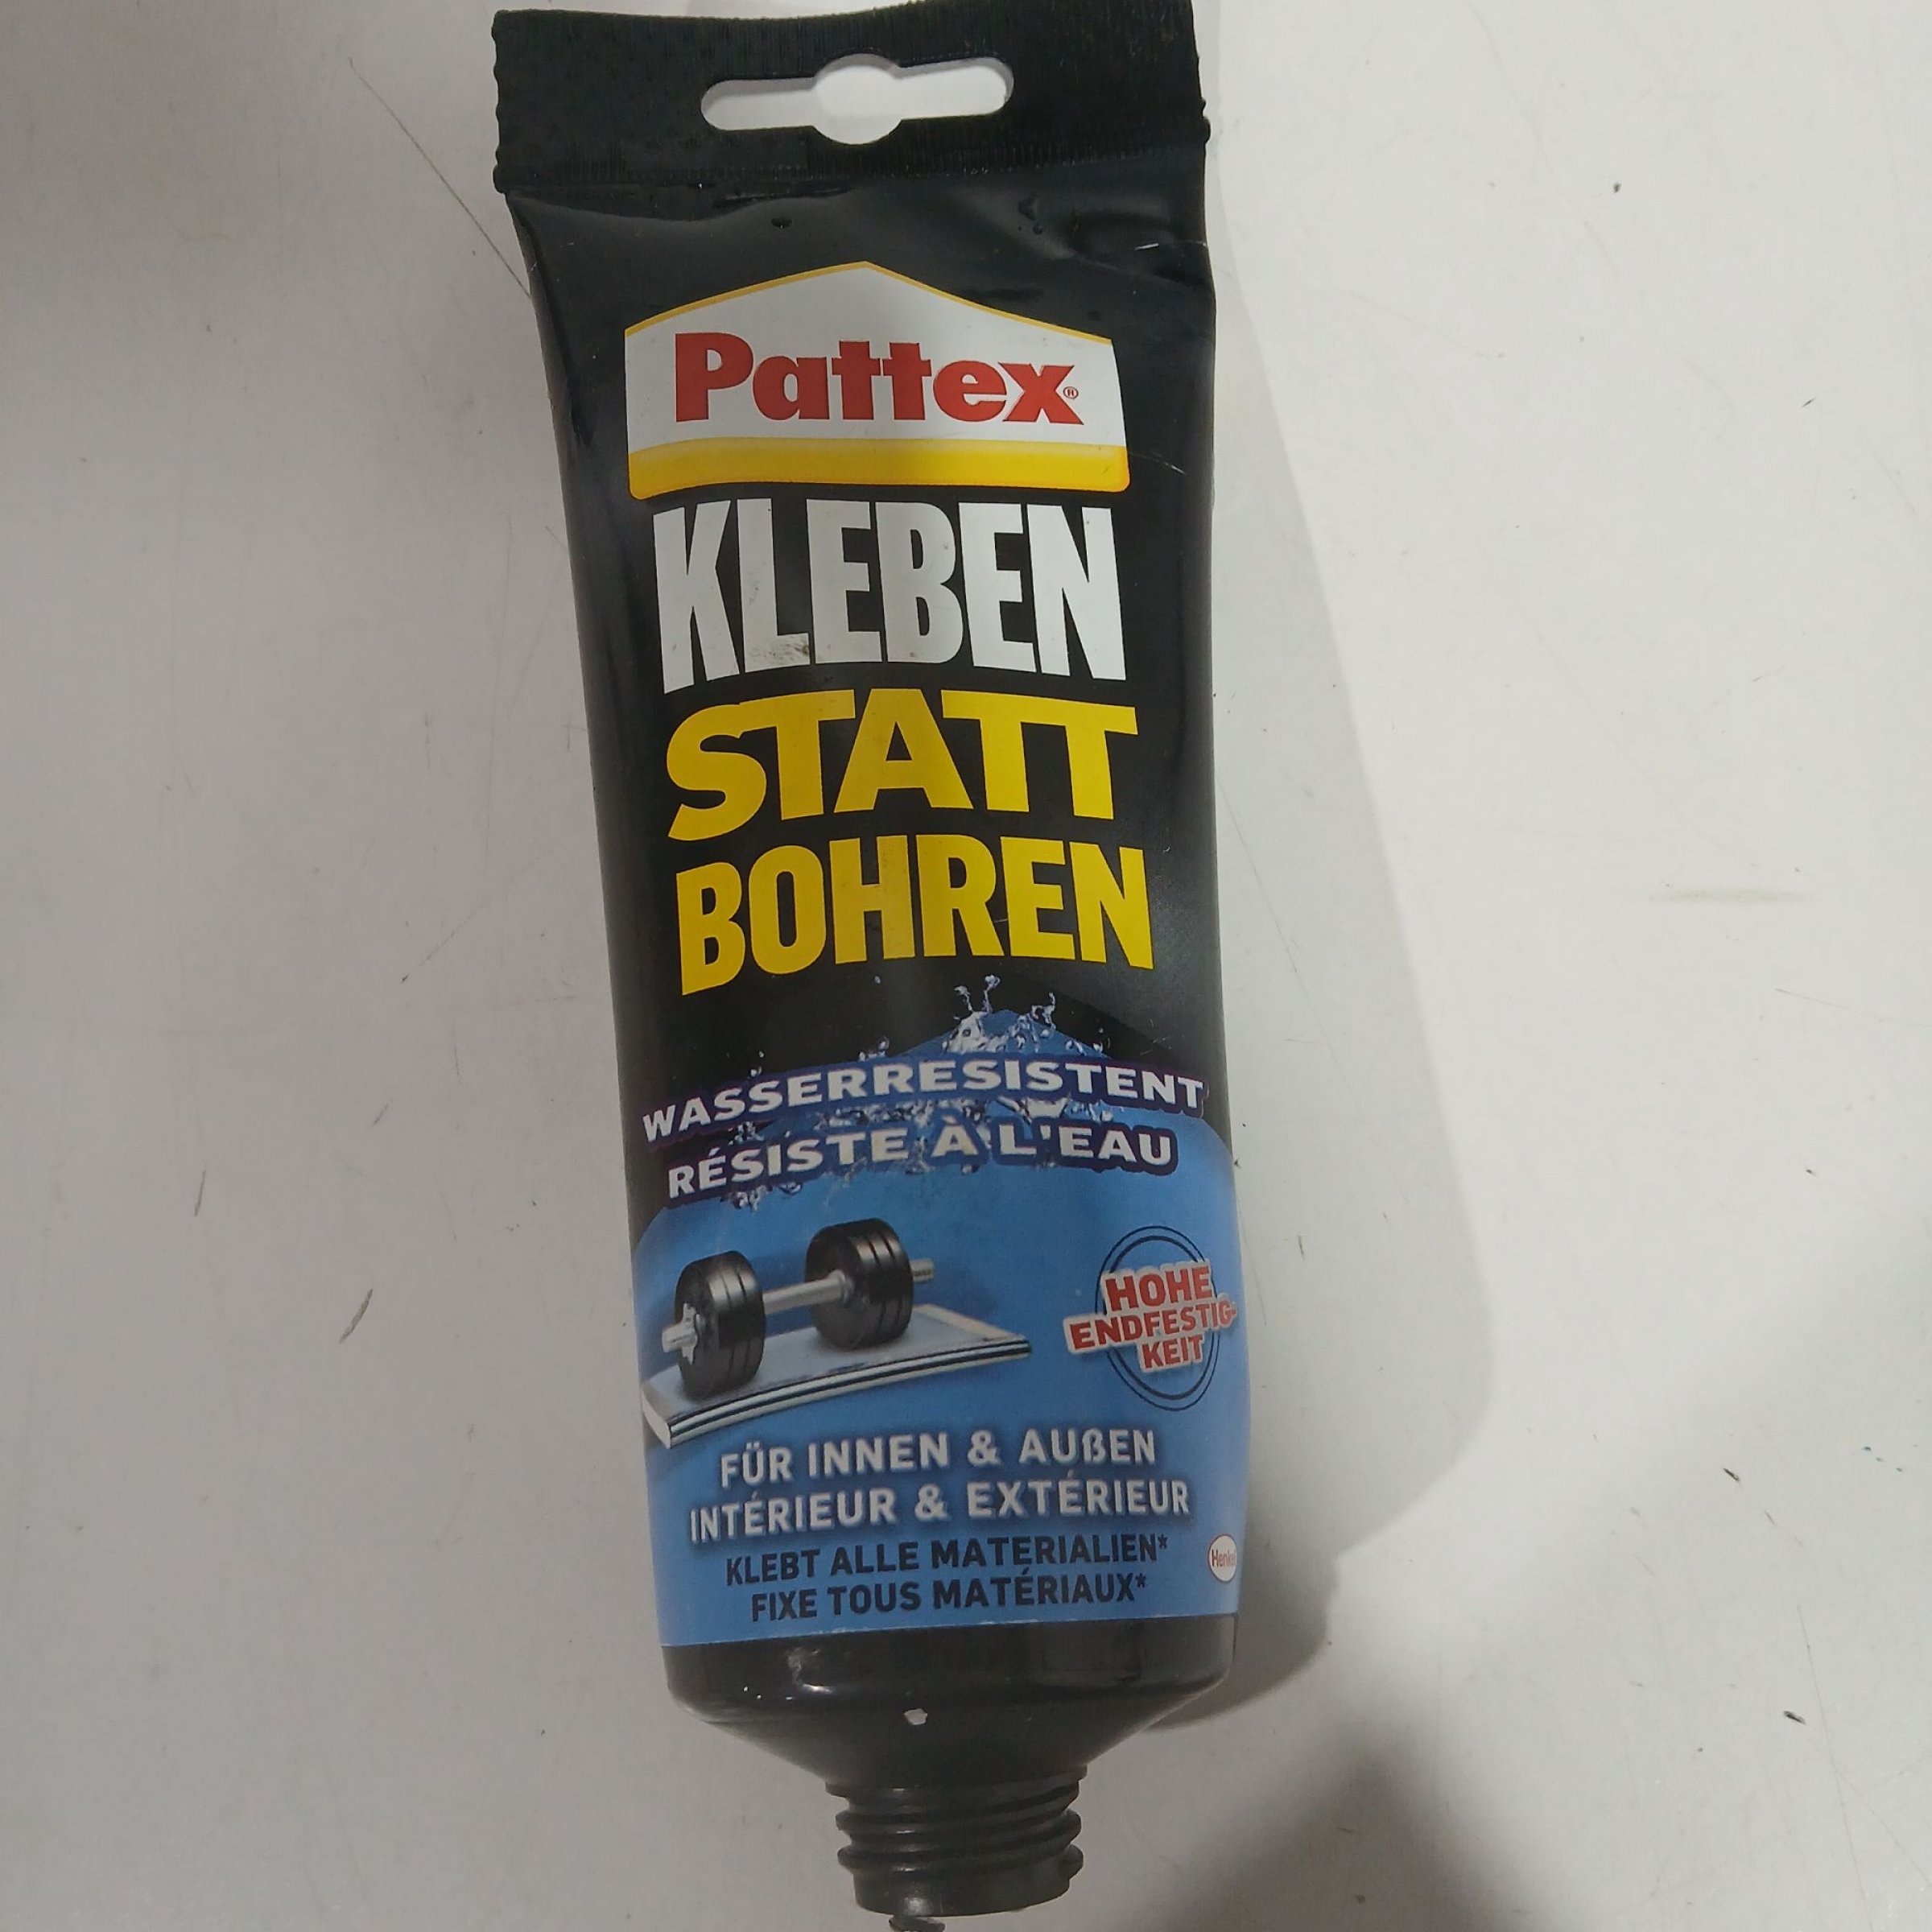 Pattex®
KLEBEN
STATT
BOHREN
WASSERRESISTENT
RÉSISTE À L'EAU
HOHE
ENDFESTIG-
KEIT
FÜR INNEN & AUßEN
INTÉRIEUR & EXTÉRIEUR
KLEBT ALLE MATERIALIEN*
FIXE TOUS MATÉRIAUX*
Henkel